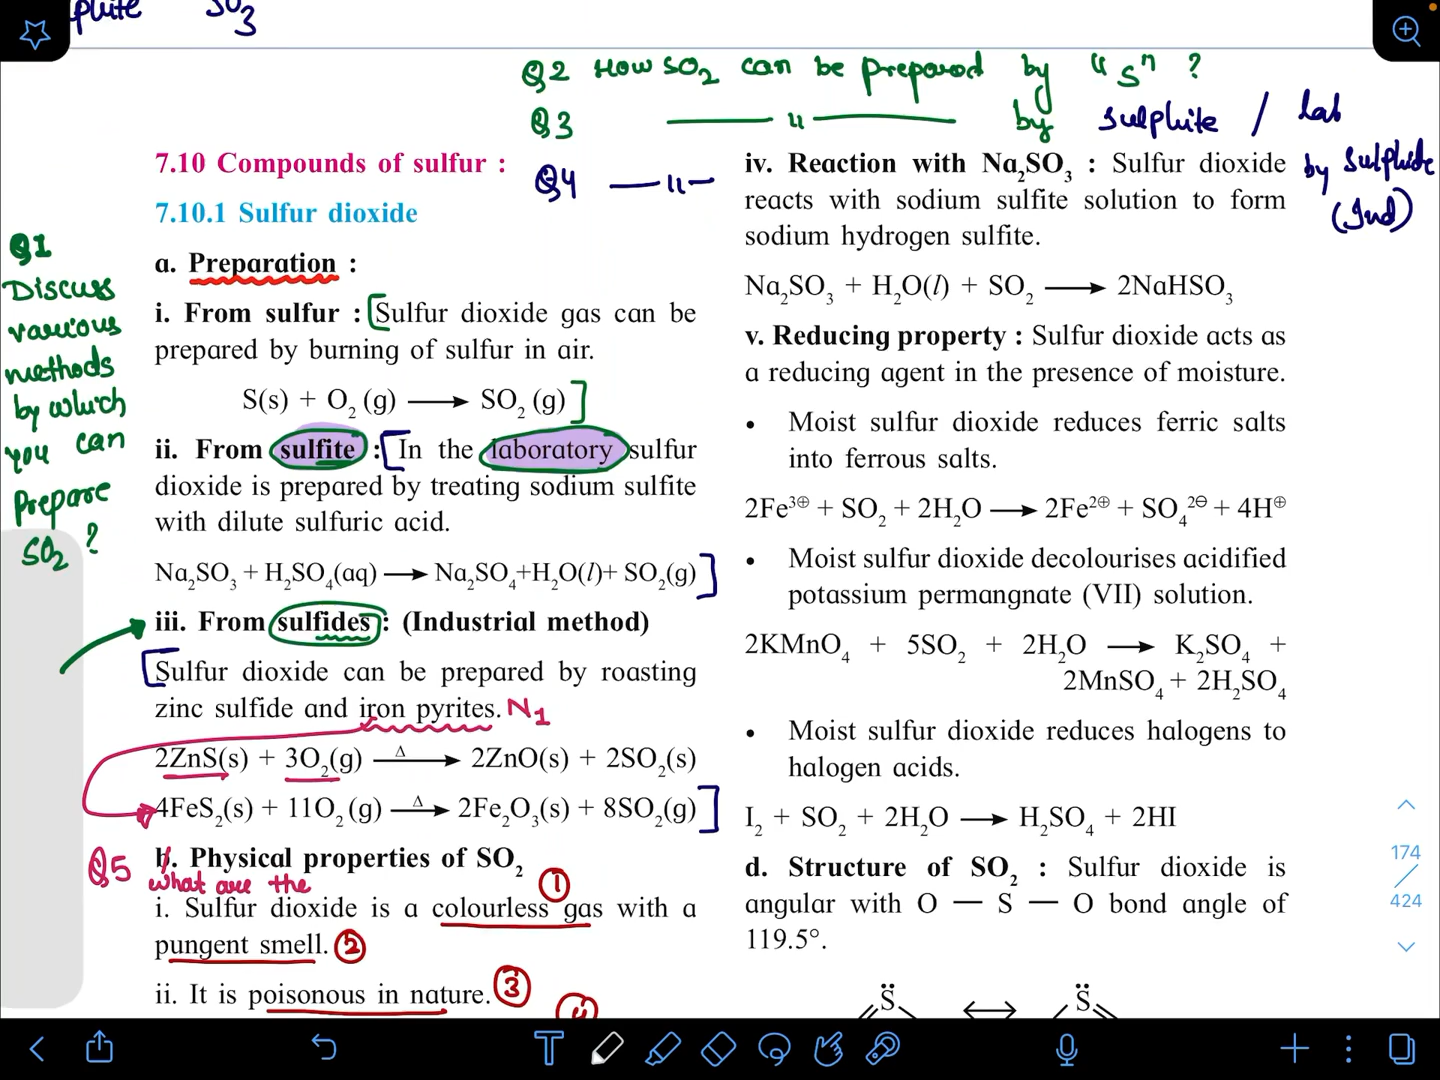 phite SO₃
Q2 How SO₂ can be prepared by "S" ?
Q3 —— " —— by sulphite / lab
Q4 — " — by Sulphide
(Ind)
Q1
Discuss
various
methods
by which
you can
Prepare
SO₂ ?
7.10 Compounds of sulfur :
7.10.1 Sulfur dioxide
a. Preparation :
i. From sulfur : [Sulfur dioxide gas can be
prepared by burning of sulfur in air.
S(s) + O₂ (g) ⟶ SO₂ (g) ]
ii. From sulfite : [In the laboratory sulfur
dioxide is prepared by treating sodium sulfite
with dilute sulfuric acid.
Na₂SO₃ + H₂SO₄(aq) ⟶ Na₂SO₄+H₂O(l)+ SO₂(g) ]
iii. From sulfides : (Industrial method)
[Sulfur dioxide can be prepared by roasting
zinc sulfide and iron pyrites. N1
2ZnS(s) + 3O₂(g) —Δ⟶ 2ZnO(s) + 2SO₂(s)
4FeS₂(s) + 11O₂ (g) —Δ⟶ 2Fe₂O₃(s) + 8SO₂(g) ]
Q5 b. Physical properties of SO₂
what are the ①
i. Sulfur dioxide is a colourless gas with a
pungent smell. ②
ii. It is poisonous in nature. ③
④
iv. Reaction with Na₂SO₃ : Sulfur dioxide
reacts with sodium sulfite solution to form
sodium hydrogen sulfite.
Na₂SO₃ + H₂O(l) + SO₂ ⟶ 2NaHSO₃
v. Reducing property : Sulfur dioxide acts as
a reducing agent in the presence of moisture.
• Moist sulfur dioxide reduces ferric salts
into ferrous salts.
2Fe³⊕ + SO₂ + 2H₂O ⟶ 2Fe²⊕ + SO₄²⊖ + 4H⊕
• Moist sulfur dioxide decolourises acidified
potassium permangnate (VII) solution.
2KMnO₄ + 5SO₂ + 2H₂O ⟶ K₂SO₄ +
2MnSO₄ + 2H₂SO₄
• Moist sulfur dioxide reduces halogens to
halogen acids.
I₂ + SO₂ + 2H₂O ⟶ H₂SO₄ + 2HI
d. Structure of SO₂ : Sulfur dioxide is
angular with O — S — O bond angle of
119.5°.
S̈ ⟷ S̈
174
/
424
T